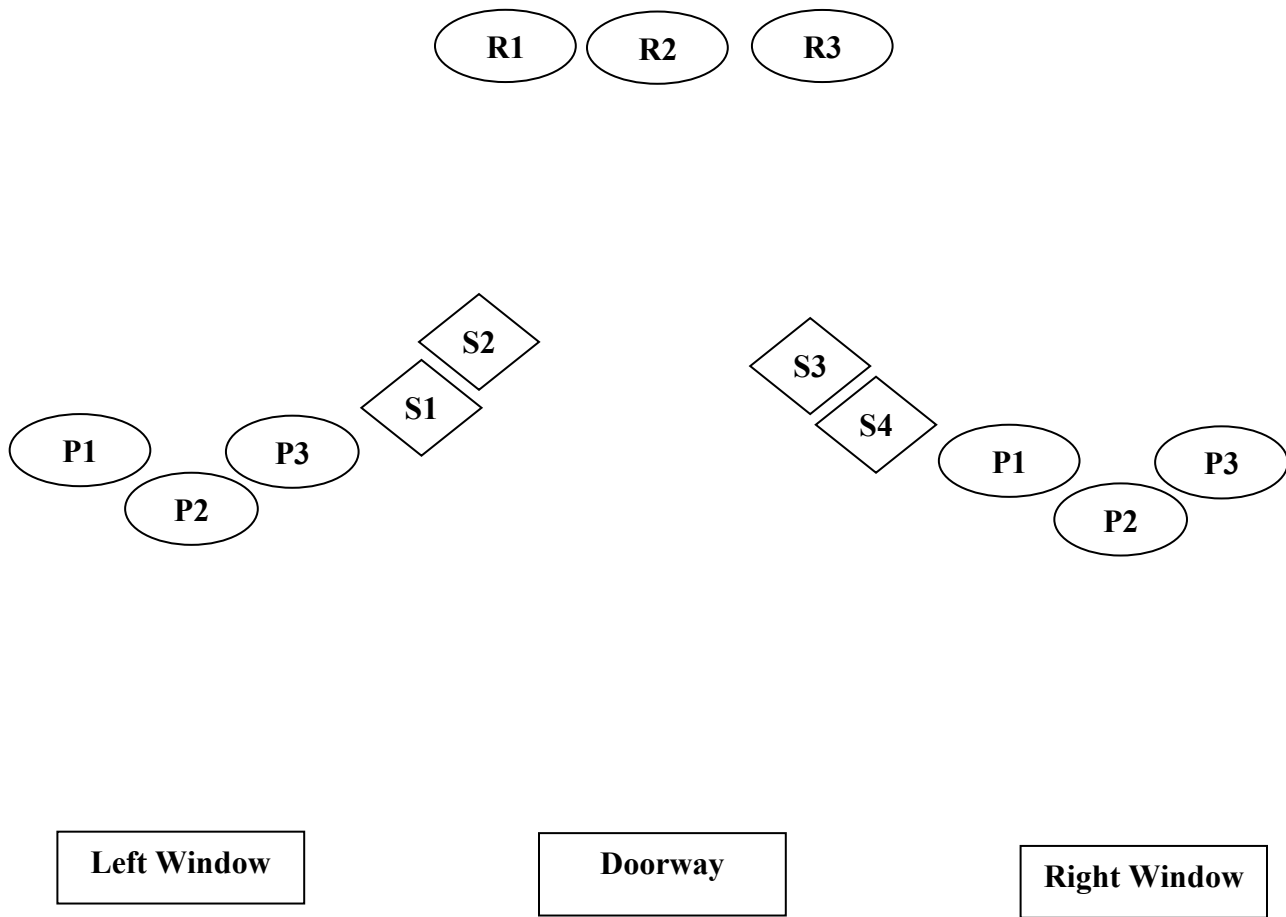 R1 R2 R3
S2 S3
S1 S4
P1 P3 P1 P3
P2 P2
Left Window Doorway Right Window